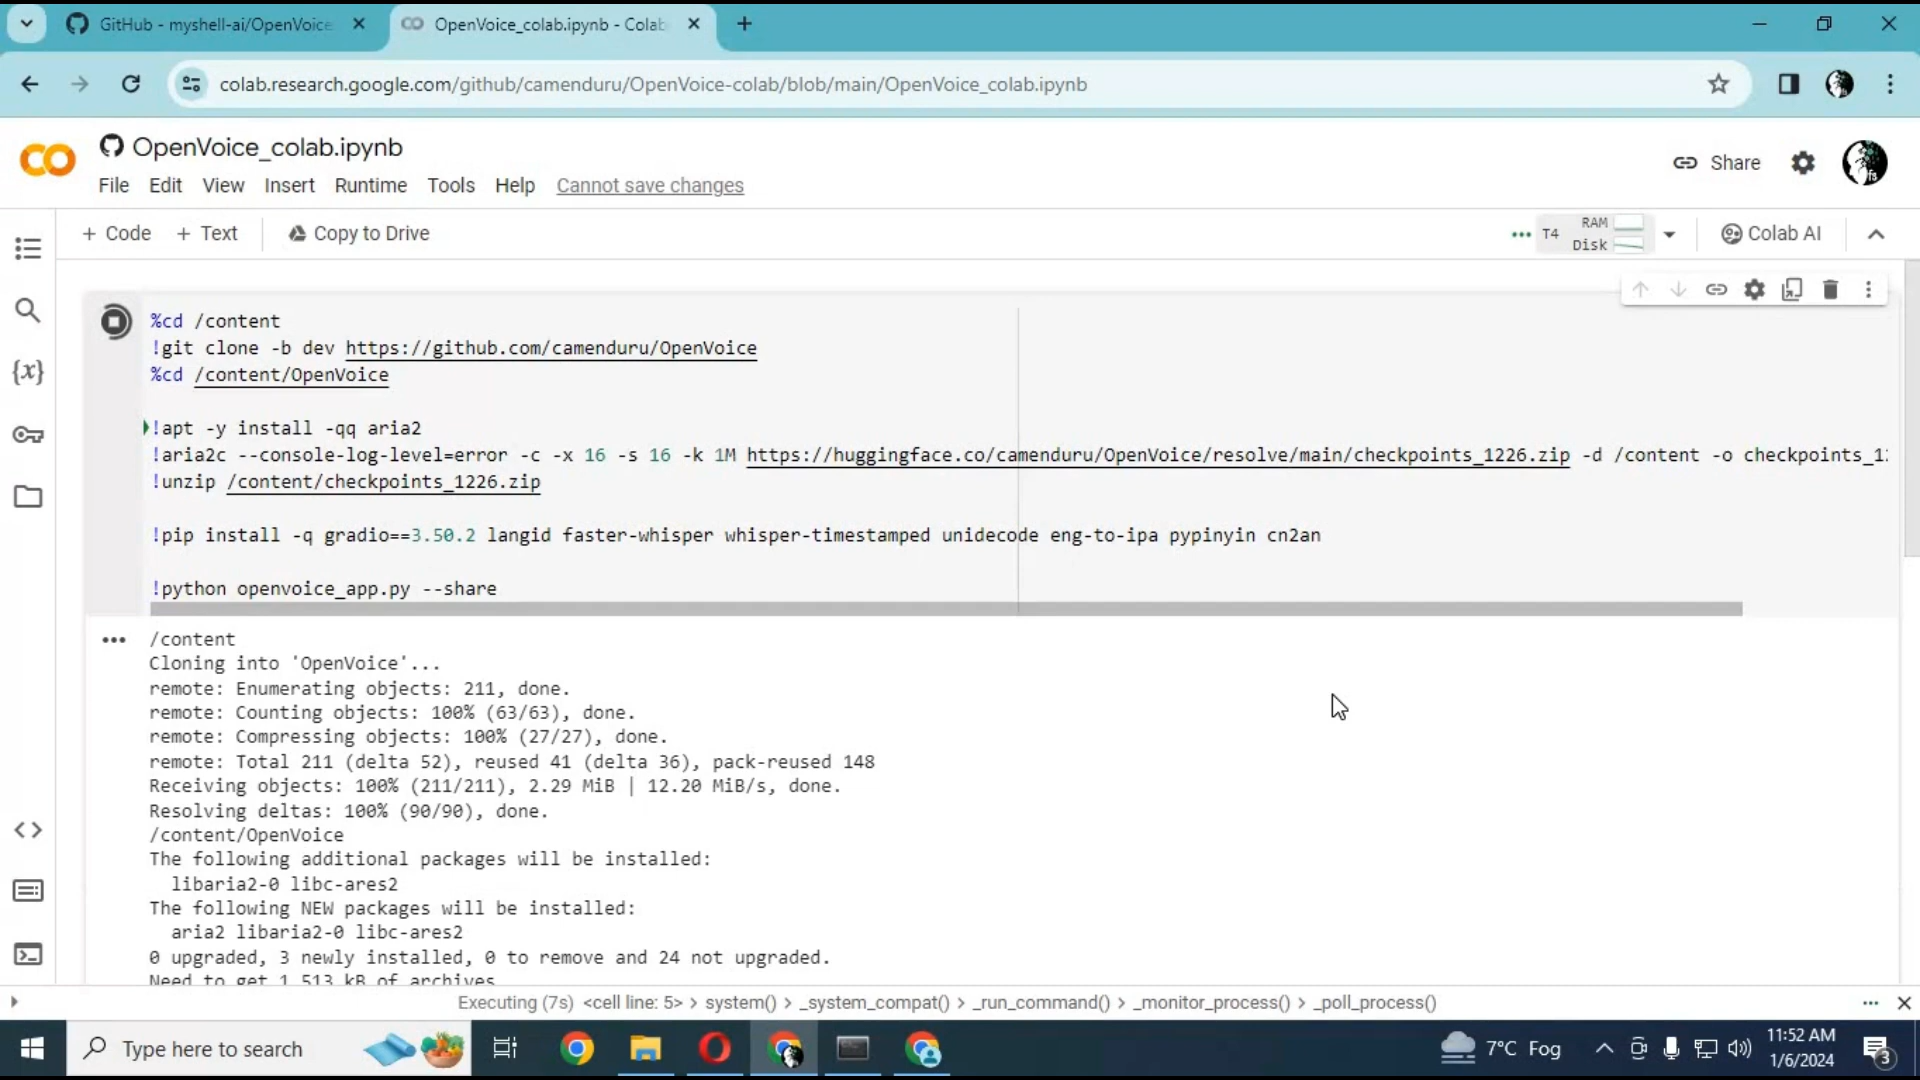 GitHub - myshell-ai/OpenVoice
OpenVoice_colab.ipynb - Colab
colab.research.google.com/github/camenduru/OpenVoice-colab/blob/main/OpenVoice_colab.ipynb
OpenVoice_colab.ipynb
Share
File Edit View Insert Runtime Tools Help Cannot save changes
+ Code + Text Copy to Drive
T4 RAM
Disk
Colab AI
%cd /content
!git clone -b dev https://github.com/camenduru/OpenVoice
%cd /content/OpenVoice
!apt -y install -qq aria2
!aria2c --console-log-level=error -c -x 16 -s 16 -k 1M https://huggingface.co/camenduru/OpenVoice/resolve/main/checkpoints_1226.zip -d /content -o checkpoints_1
!unzip /content/checkpoints_1226.zip
!pip install -q gradio==3.50.2 langid faster-whisper whisper-timestamped unidecode eng-to-ipa pypinyin cn2an
!python openvoice_app.py --share
/content
Cloning into 'OpenVoice'...
remote: Enumerating objects: 211, done.
remote: Counting objects: 100% (63/63), done.
remote: Compressing objects: 100% (27/27), done.
remote: Total 211 (delta 52), reused 41 (delta 36), pack-reused 148
Receiving objects: 100% (211/211), 2.29 MiB | 12.20 MiB/s, done.
Resolving deltas: 100% (90/90), done.
/content/OpenVoice
The following additional packages will be installed:
libaria2-0 libc-ares2
The following NEW packages will be installed:
aria2 libaria2-0 libc-ares2
0 upgraded, 3 newly installed, 0 to remove and 24 not upgraded.
Need to get 1,513 kB of archives
Executing (7s) <cell line: 5> > system() > _system_compat() > _run_command() > _monitor_process() > _poll_process()
Type here to search
7°C Fog
11:52 AM
1/6/2024
3